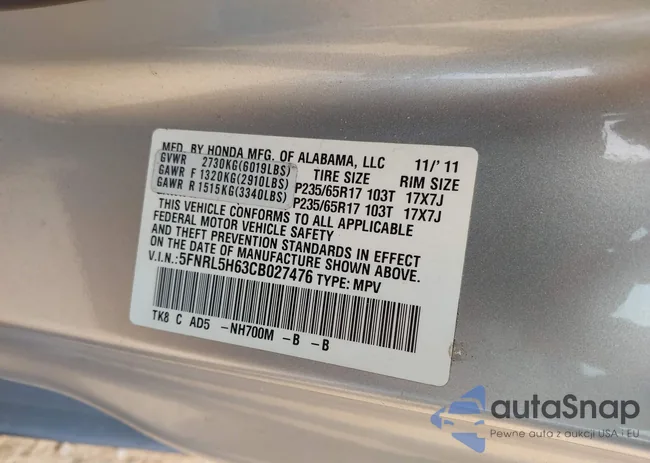 MFD. BY HONDA MFG. OF ALABAMA, LLC 11/'11
GVWR 2730KG(6019LBS) TIRE SIZE RIM SIZE
GAWR F 1320KG(2910LBS) P235/65R17 103T 17X7J
GAWR R 1515KG(3340LBS) P235/65R17 103T 17X7J
THIS VEHICLE CONFORMS TO ALL APPLICABLE
FEDERAL MOTOR VEHICLE SAFETY
AND THEFT PREVENTION STANDARDS IN EFFECT
ON THE DATE OF MANUFACTURE SHOWN ABOVE.
V.I.N.: 5FNRL5H63CB027476 TYPE: MPV
TK8 C AD5 -NH700M -B -B
autaSnap
Pewne auta z aukcji USA i EU